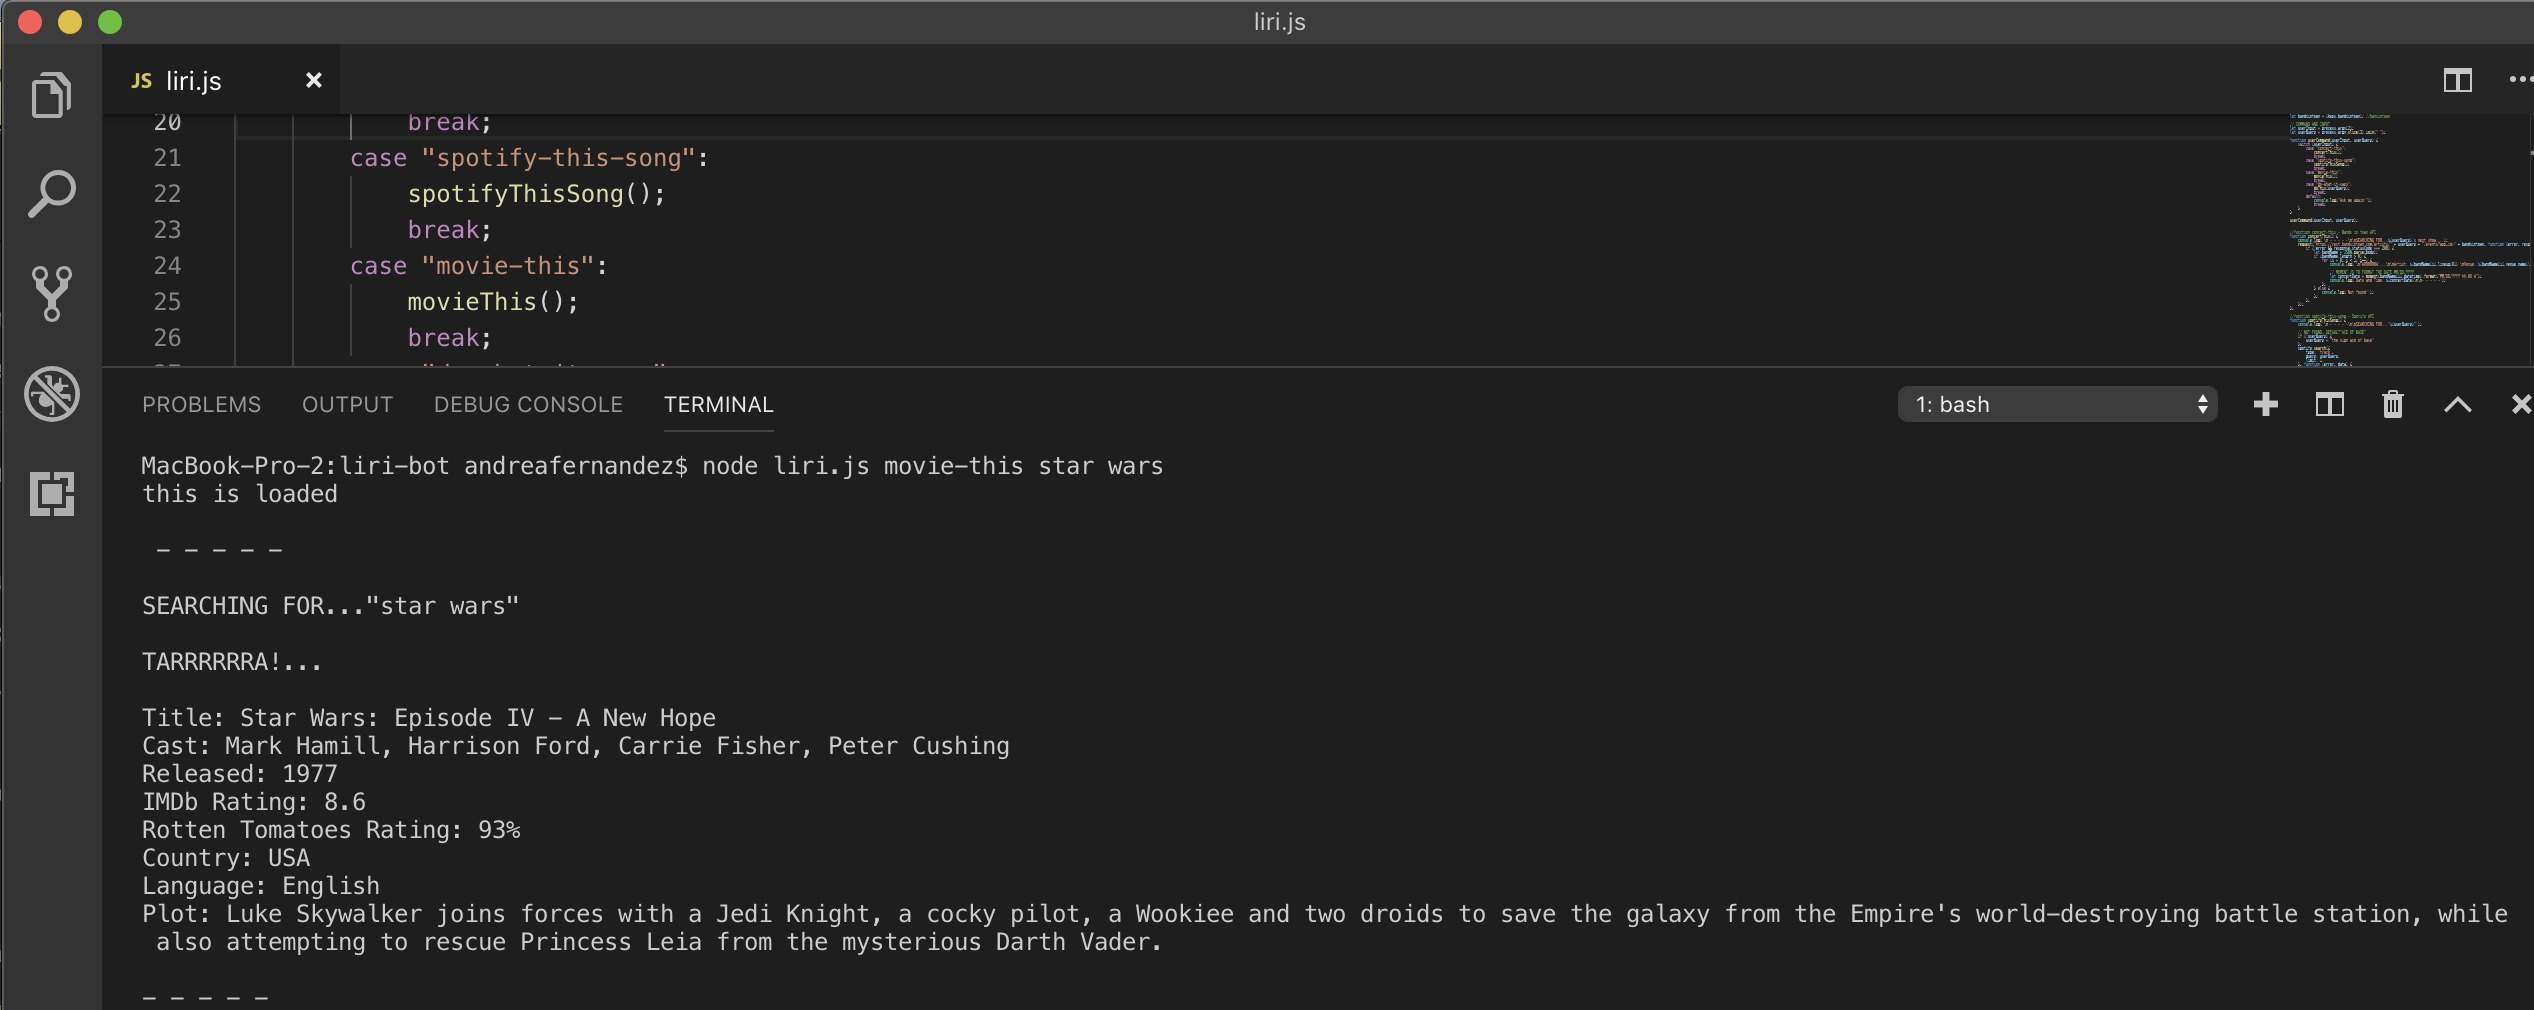 liri.js
JS liri.js
20 break;
21 case "spotify-this-song":
22 spotifyThisSong();
23 break;
24 case "movie-this":
25 movieThis();
26 break;
PROBLEMS OUTPUT DEBUG CONSOLE TERMINAL 1: bash
MacBook-Pro-2:liri-bot andreafernandez$ node liri.js movie-this star wars
this is loaded
- - - - -
SEARCHING FOR..."star wars"
TARRRRRRA!...
Title: Star Wars: Episode IV - A New Hope
Cast: Mark Hamill, Harrison Ford, Carrie Fisher, Peter Cushing
Released: 1977
IMDb Rating: 8.6
Rotten Tomatoes Rating: 93%
Country: USA
Language: English
Plot: Luke Skywalker joins forces with a Jedi Knight, a cocky pilot, a Wookiee and two droids to save the galaxy from the Empire's world-destroying battle station, while
also attempting to rescue Princess Leia from the mysterious Darth Vader.
- - - - -